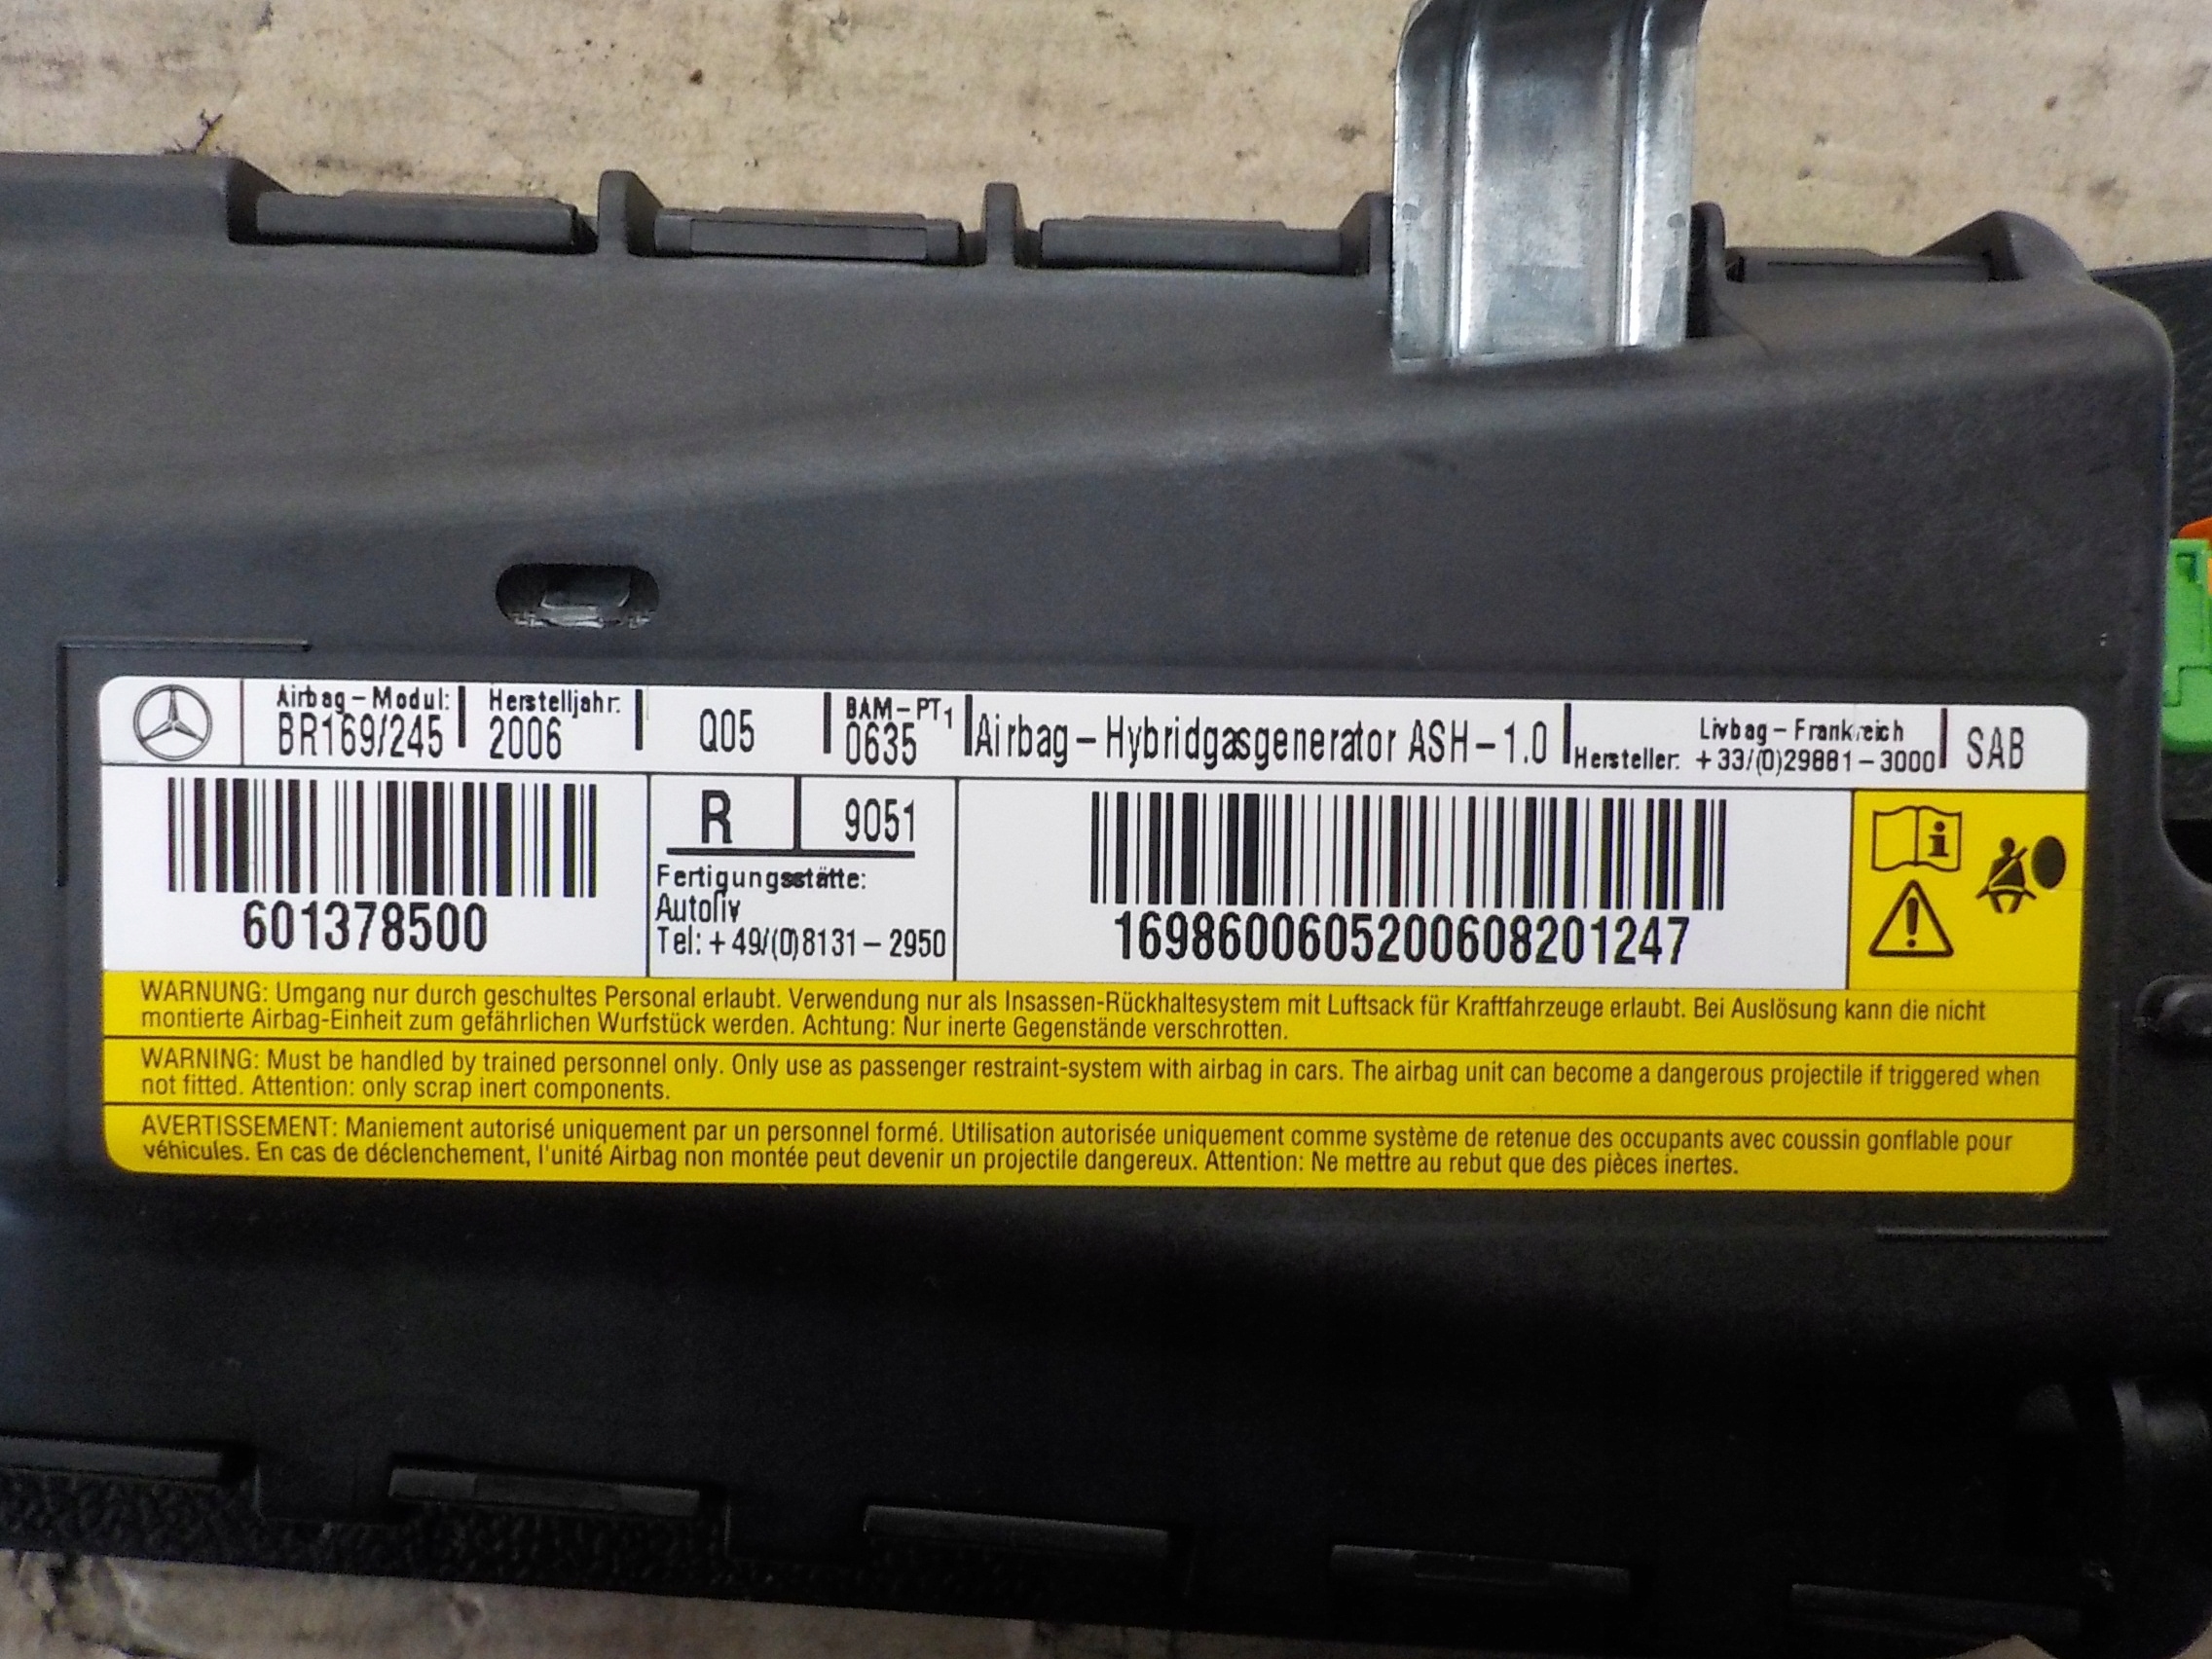 Airbag-Modul:
BR169/245
Herstelljahr:
2006
Q05
BAM-PT1
0635
Airbag-Hybridgasgenerator ASH-1.0
Hersteller:
Livbag-Frankreich
+33/(0)29881-3000
SAB
601378500
R
9051
Fertigungsstätte:
Autoliv
Tel: +49/(0)8131-2950
1698600605200608201247
WARNUNG: Umgang nur durch geschultes Personal erlaubt. Verwendung nur als Insassen-Rückhaltesystem mit Luftsack für Kraftfahrzeuge erlaubt. Bei Auslösung kann die nicht
montierte Airbag-Einheit zum gefährlichen Wurfstück werden. Achtung: Nur inerte Gegenstände verschrotten.
WARNING: Must be handled by trained personnel only. Only use as passenger restraint-system with airbag in cars. The airbag unit can become a dangerous projectile if triggered when
not fitted. Attention: only scrap inert components.
AVERTISSEMENT: Maniement autorisé uniquement par un personnel formé. Utilisation autorisée uniquement comme système de retenue des occupants avec coussin gonflable pour
véhicules. En cas de déclenchement, l'unité Airbag non montée peut devenir un projectile dangereux. Attention: Ne mettre au rebut que des pièces inertes.